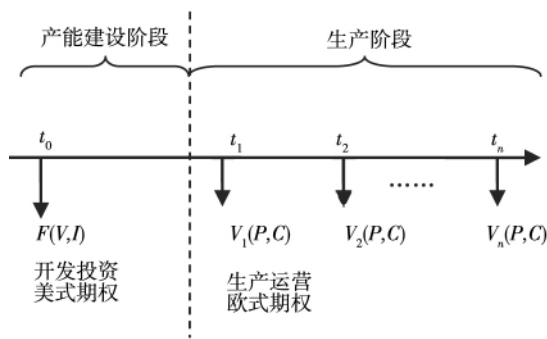 产能建设阶段 生产阶段
t₀ t₁ t₂ tₙ
……
F(V,I) V₁(P,C) V₂(P,C) Vₙ(P,C)
开发投资
美式期权
生产运营
欧式期权